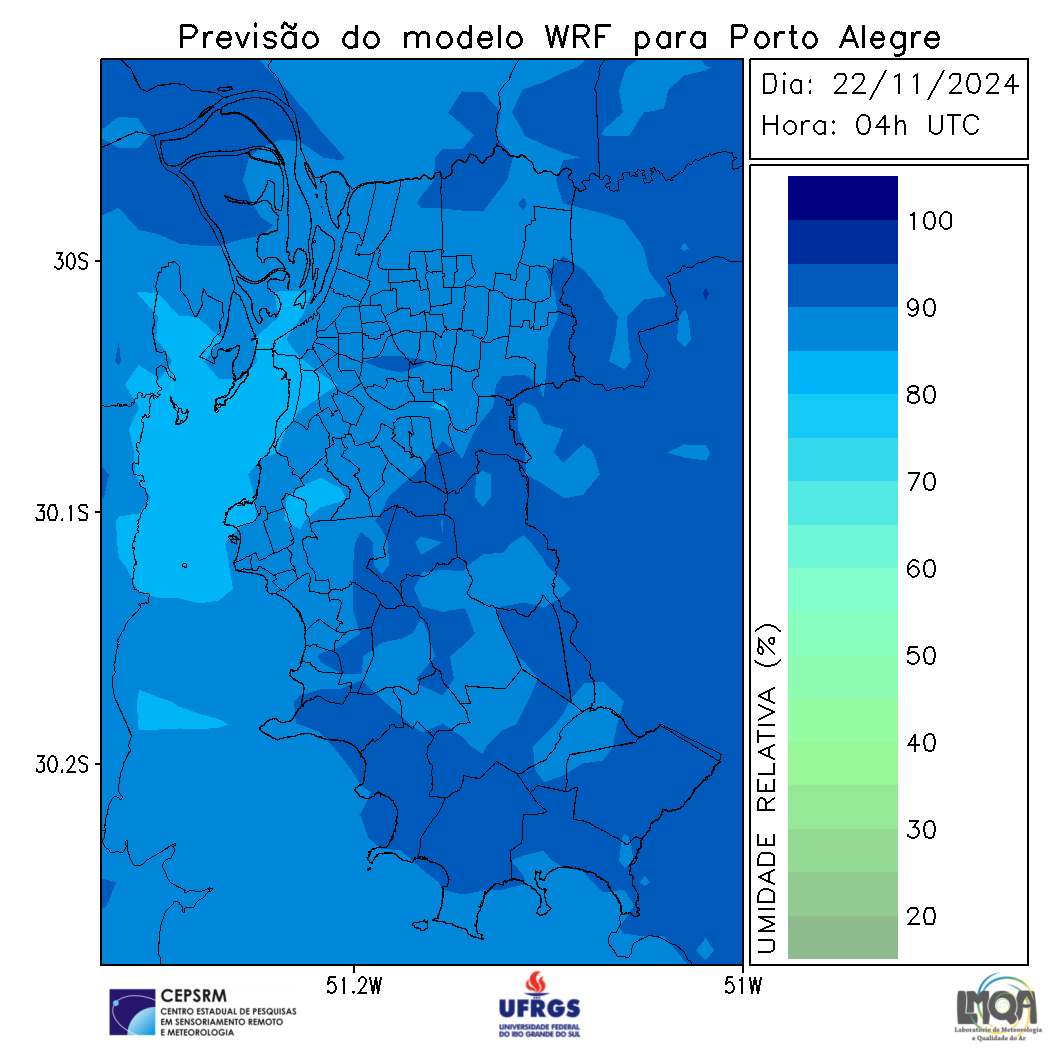 Previsão do modelo WRF para Porto Alegre
Dia: 22/11/2024
Hora: 04h UTC
30S
30.1S
30.2S
51.2W
51W
UMIDADE RELATIVA (%)
100
90
80
70
60
50
40
30
20
CEPSRM
CENTRO ESTADUAL DE PESQUISAS
EM SENSORIAMENTO REMOTO
E METEOROLOGIA
UFRGS
UNIVERSIDADE FEDERAL
DO RIO GRANDE DO SUL
LMQA
Laboratório de Meteorologia
e Qualidade do Ar